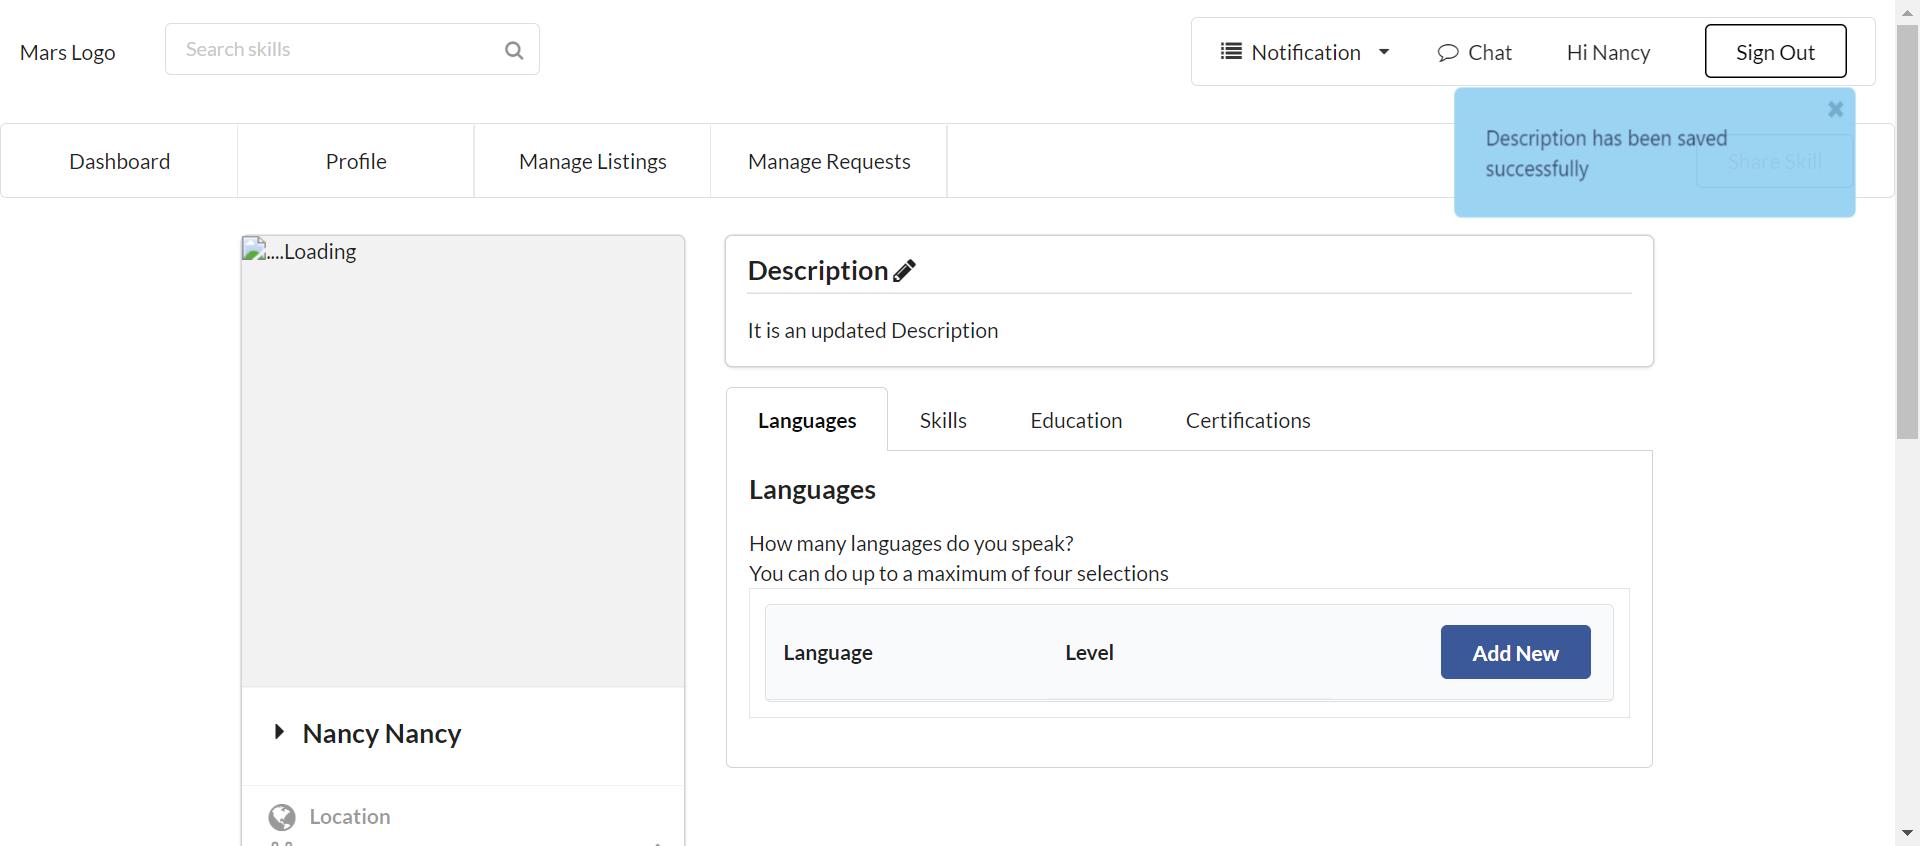 Mars Logo
Search skills
Notification
Chat
Hi Nancy
Sign Out
Description has been saved
successfully
Dashboard
Profile
Manage Listings
Manage Requests
Share Skill
....Loading
Description
It is an updated Description
Languages
Skills
Education
Certifications
Languages
How many languages do you speak?
You can do up to a maximum of four selections
Language
Level
Add New
Nancy Nancy
Location